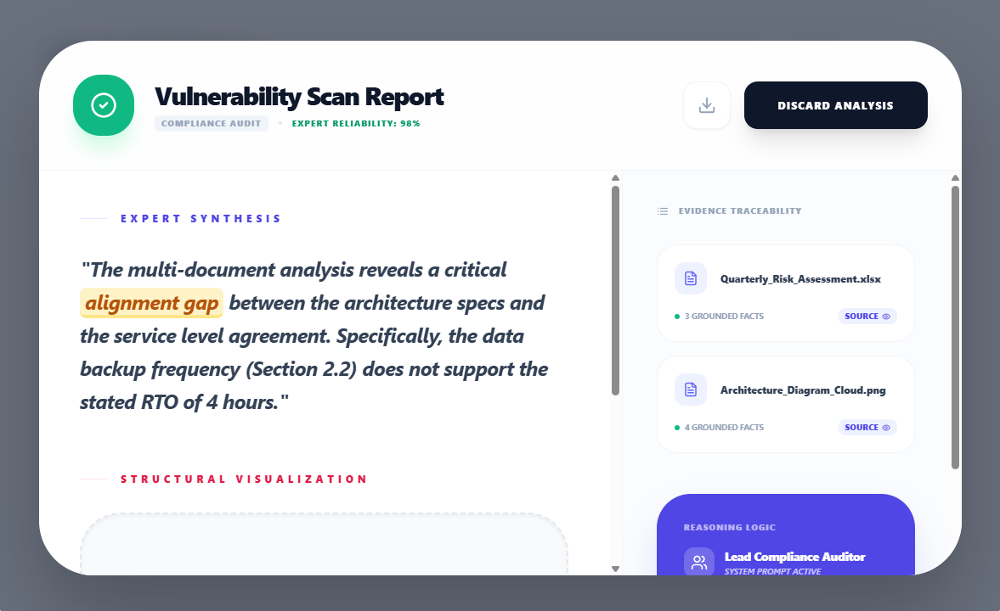 Vulnerability Scan Report
COMPLIANCE AUDIT
EXPERT RELIABILITY: 98%
DISCARD ANALYSIS
EXPERT SYNTHESIS
"The multi-document analysis reveals a critical
alignment gap between the architecture specs and
the service level agreement. Specifically, the data
backup frequency (Section 2.2) does not support the
stated RTO of 4 hours."
STRUCTURAL VISUALIZATION
EVIDENCE TRACEABILITY
Quarterly_Risk_Assessment.xlsx
3 GROUNDED FACTS
SOURCE
Architecture_Diagram_Cloud.png
4 GROUNDED FACTS
SOURCE
REASONING LOGIC
Lead Compliance Auditor
SYSTEM PROMPT ACTIVE